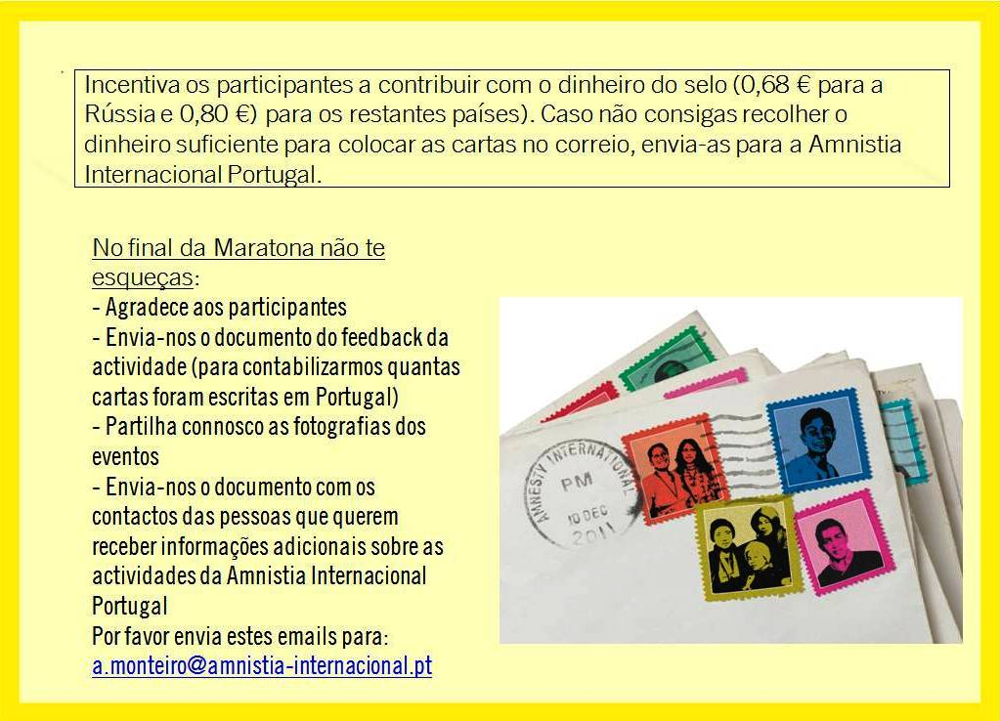 Incentiva os participantes a contribuir com o dinheiro do selo (0,68 € para a
Rússia e 0,80 €) para os restantes países). Caso não consigas recolher o
dinheiro suficiente para colocar as cartas no correio, envia-as para a Amnistia
Internacional Portugal.
No final da Maratona não te
esqueças:
- Agradece aos participantes
- Envia-nos o documento do feedback da
actividade (para contabilizarmos quantas
cartas foram escritas em Portugal)
- Partilha connosco as fotografias dos
eventos
- Envia-nos o documento com os
contactos das pessoas que querem
receber informações adicionais sobre as
actividades da Amnistia Internacional
Portugal
Por favor envia estes emails para:
a.monteiro@amnistia-internacional.pt
AMNESTY INTERNATIONAL
PM
10 DEC
2011